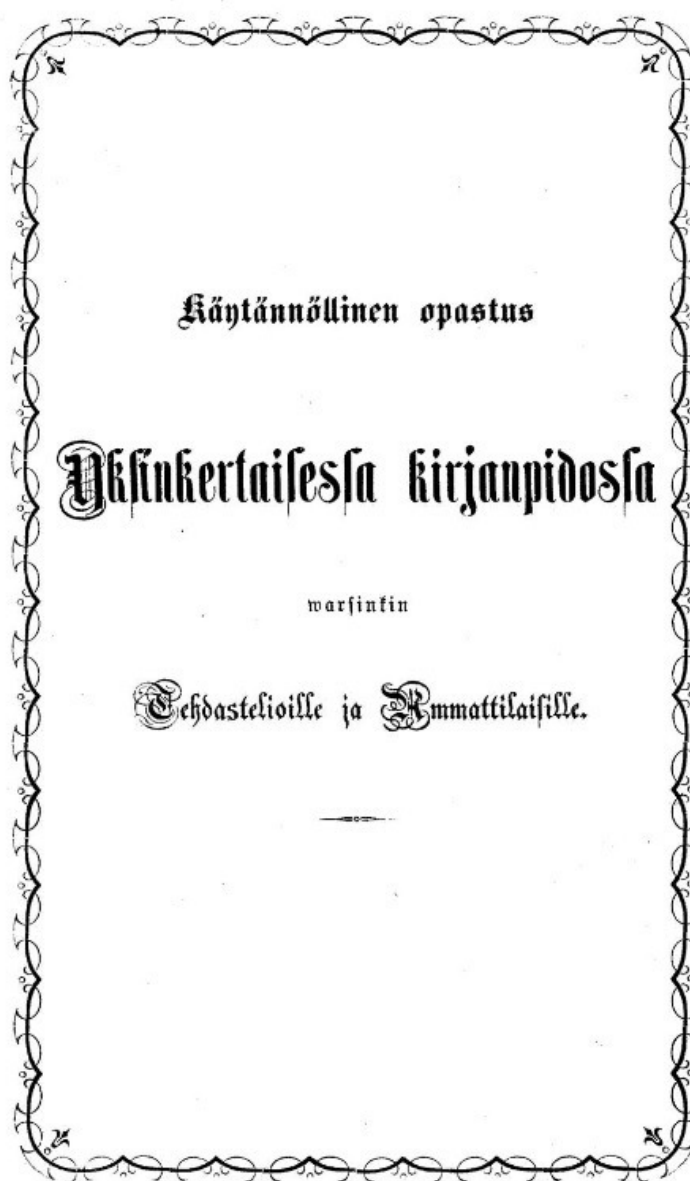 Käytännöllinen opastus
Yksinkertaisessa kirjanpidossa
warsinkin
Tehdastelioille ja Ammattilaisille.